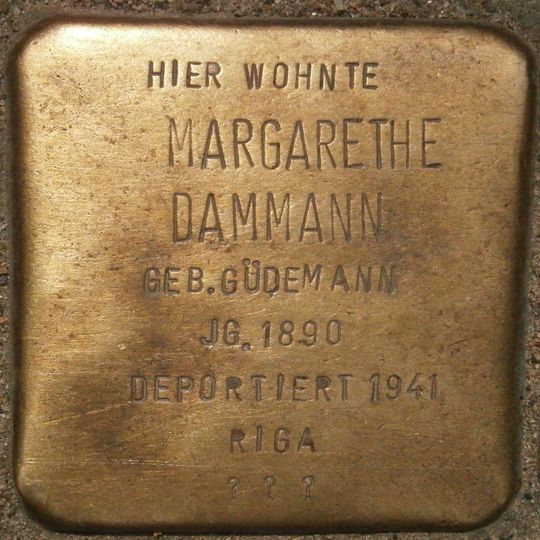 HIER WOHNTE
MARGARETHE
DAMMANN
GEB.GÜDEMANN
JG.1890
DEPORTIERT 1941
RIGA
? ? ?